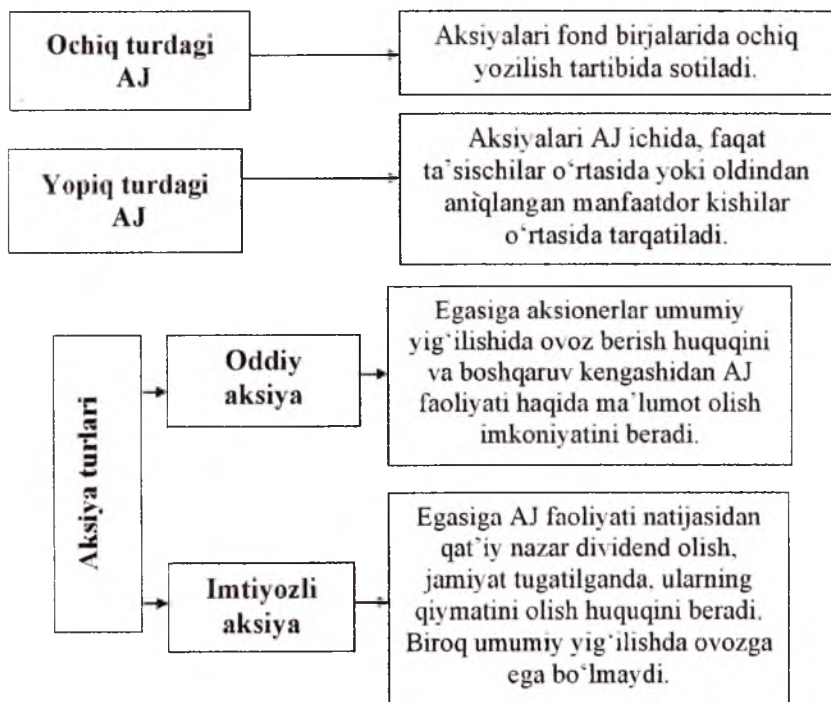 Ochiq turdagi
AJ
Aksiyalari fond birjalarida ochiq
yozilish tartibida sotiladi.
Yopiq turdagi
AJ
Aksiyalari AJ ichida, faqat
ta’sischilar o‘rtasida yoki oldindan
aniqlangan manfaatdor kishilar
o‘rtasida tarqatiladi.
Aksiya turlari
Oddiy
aksiya
Egasiga aksionerlar umumiy
yig‘ilishida ovoz berish huquqini
va boshqaruv kengashidan AJ
faoliyati haqida ma’lumot olish
imkoniyatini beradi.
Imtiyozli
aksiya
Egasiga AJ faoliyati natijasidan
qat’iy nazar dividend olish,
jamiyat tugatilganda, ularning
qiymatini olish huquqini beradi.
Biroq umumiy yig‘ilishda ovozga
ega bo‘lmaydi.